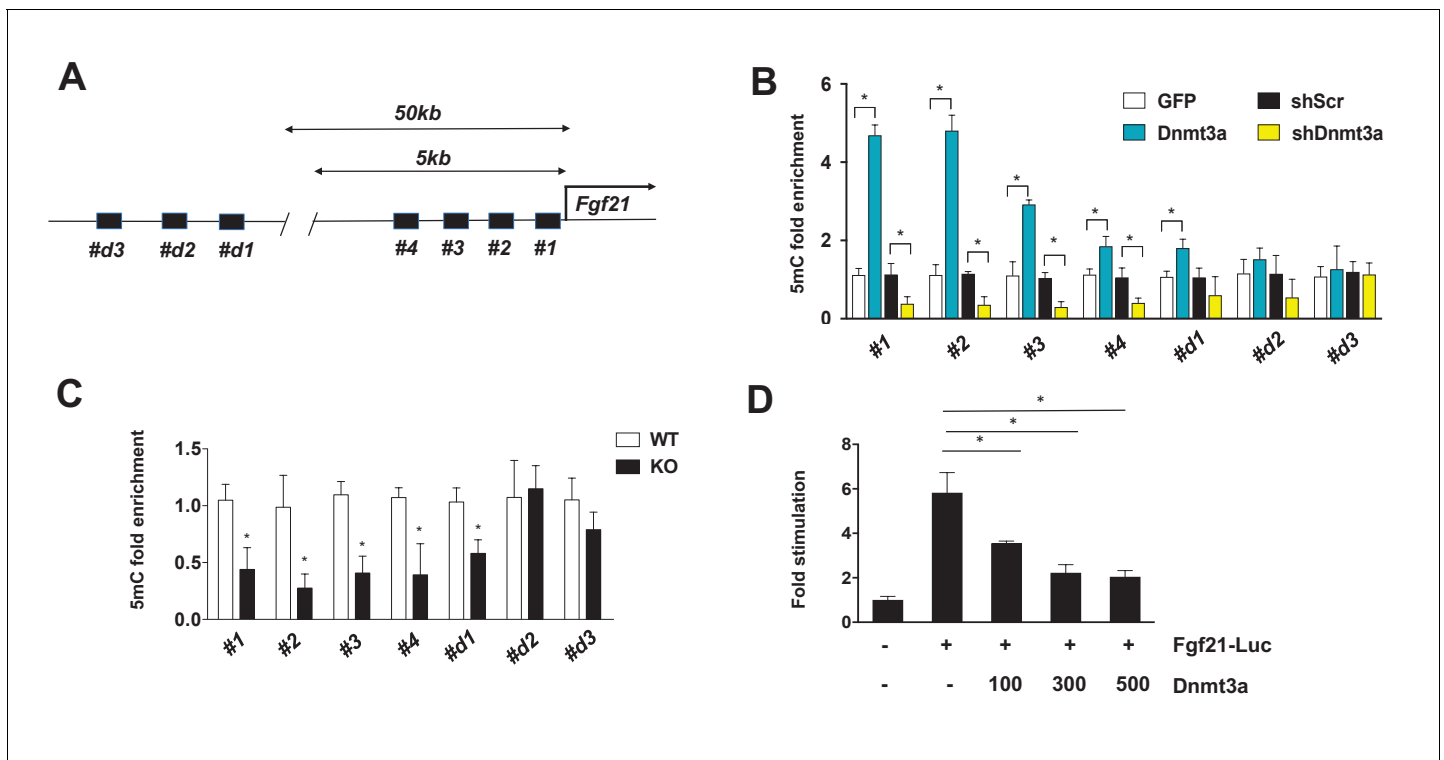 A
50kb
5kb
Fgf21
#d3 #d2 #d1 #4 #3 #2 #1
B
5mC fold enrichment
6
4
2
0
GFP shScr
Dnmt3a shDnmt3a
* * * * * * * * *
#1 #2 #3 #4 #d1 #d2 #d3
C
5mC fold enrichment
1.5
1.0
0.5
0.0
WT
KO
* * * * *
#1 #2 #3 #4 #d1 #d2 #d3
D
Fold stimulation
8
6
4
2
0
*
*
*
- + + + + Fgf21-Luc
- - 100 300 500 Dnmt3a